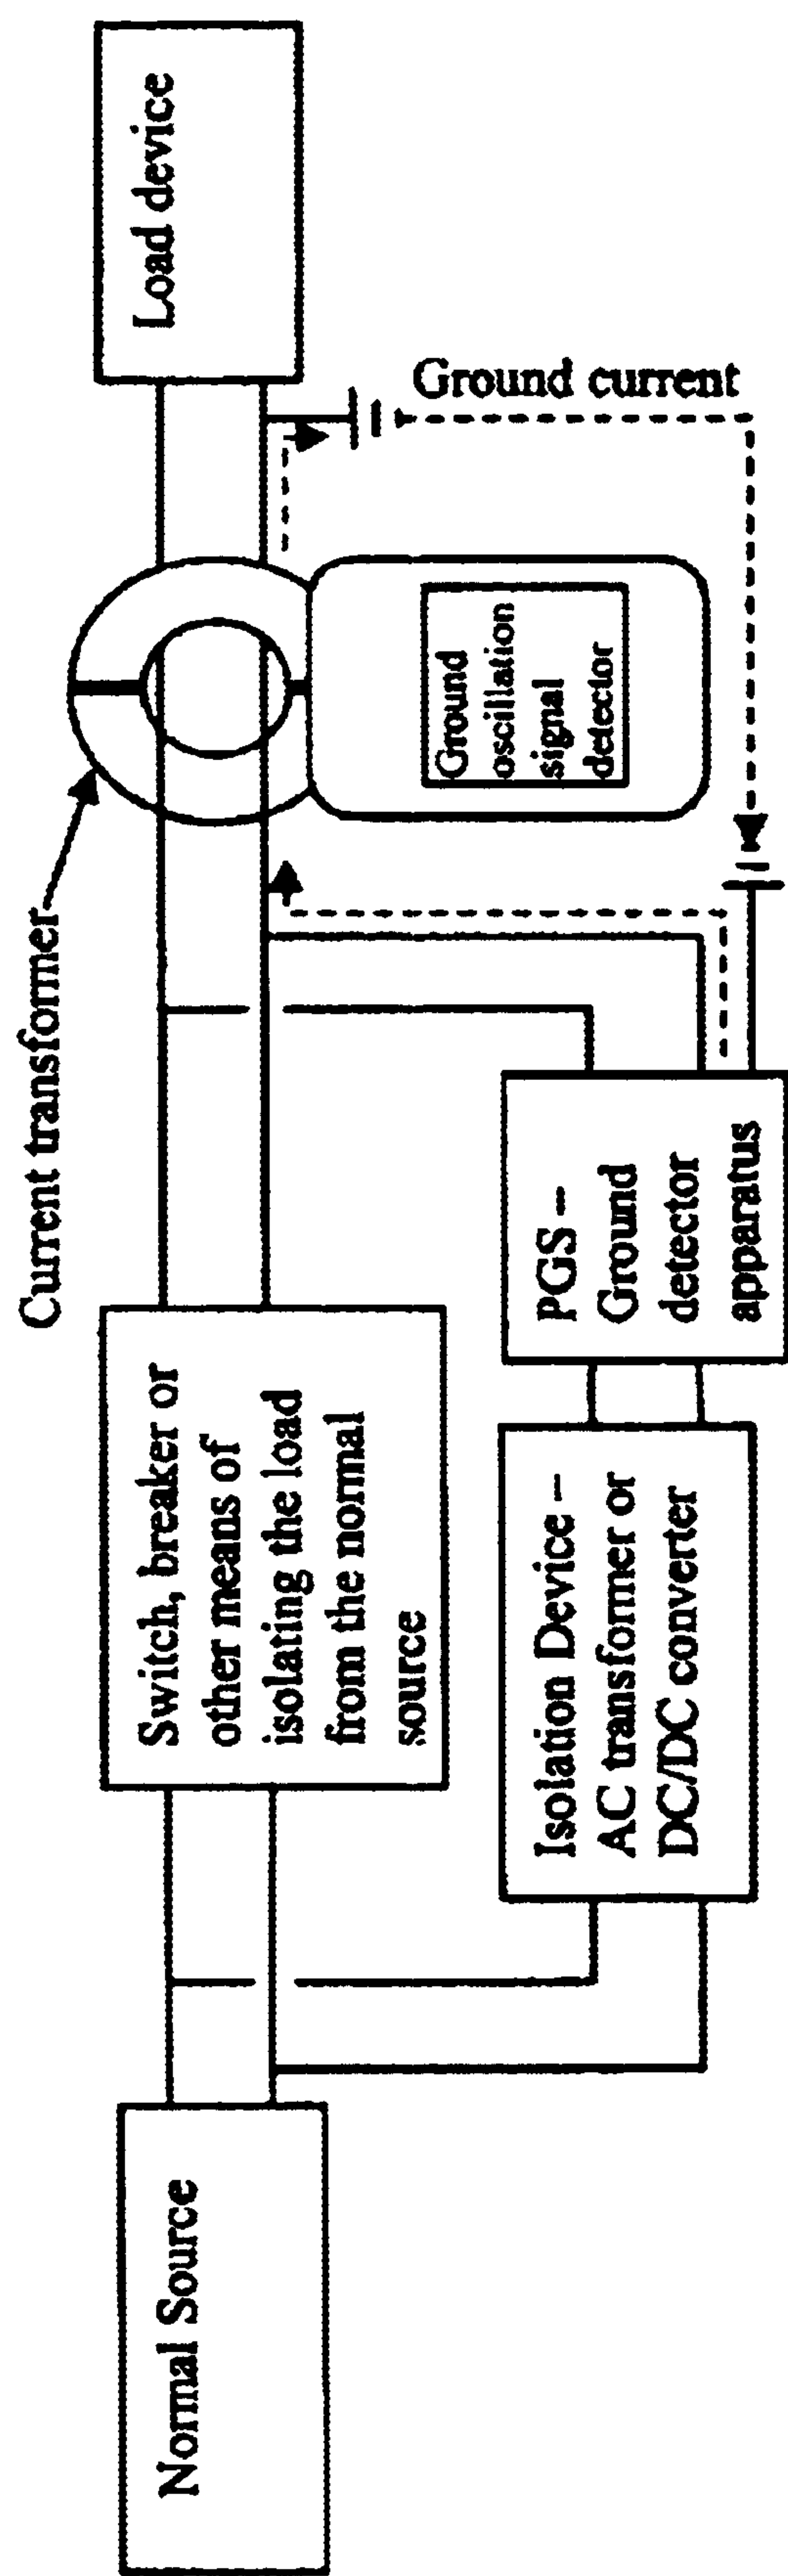 Load device
Ground current
Current transformer
Ground
oscillation
signal
detector
Switch, breaker or
other means of
isolating the load
from the normal
source
PGS –
Ground
detector
apparatus
Isolation Device –
AC transformer or
DC/DC converter
Normal Source